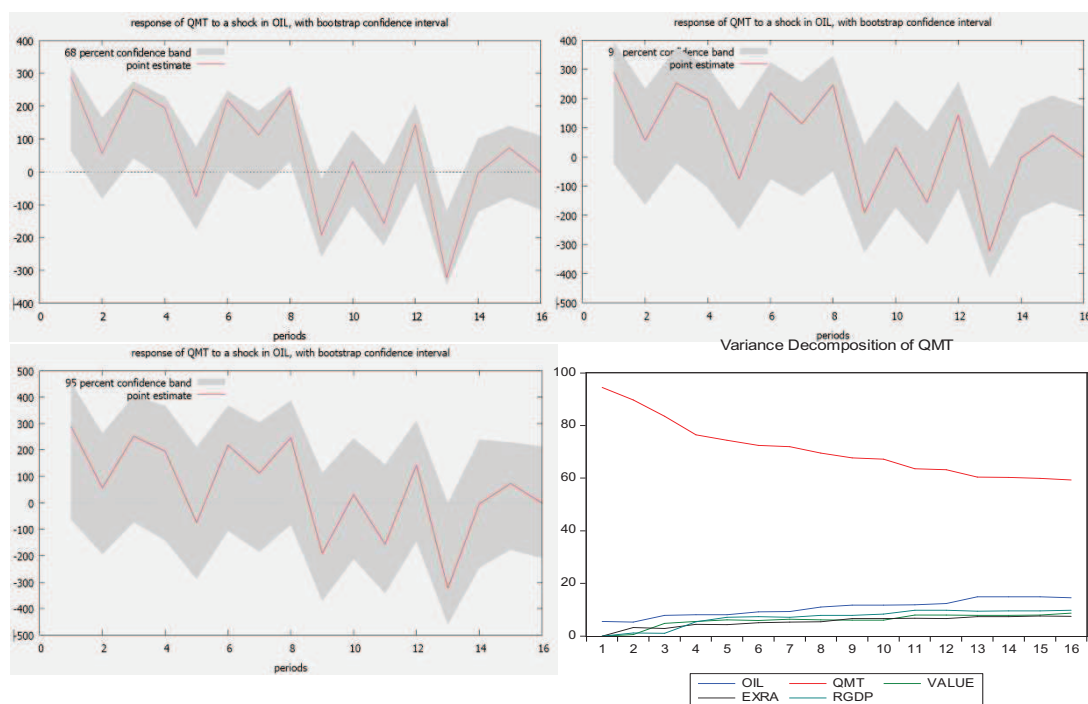 response of QMT to a shock in OIL, with bootstrap confidence interval
68 percent confidence band
point estimate
400
300
200
100
0
-100
-200
-300
-400
0 2 4 6 8 10 12 14 16
periods
response of QMT to a shock in OIL, with bootstrap confidence interval
percent confidence band
point estimate
400
300
200
100
0
-100
-200
-300
-400
-500
0 2 4 6 8 10 12 14 16
periods
response of QMT to a shock in OIL, with bootstrap confidence interval
95 percent confidence band
point estimate
500
400
300
200
100
0
-100
-200
-300
-400
-500
0 2 4 6 8 10 12 14 16
periods
Variance Decomposition of QMT
100
80
60
40
20
0
1 2 3 4 5 6 7 8 9 10 11 12 13 14 15 16
OIL QMT VALUE
EXRA RGDP